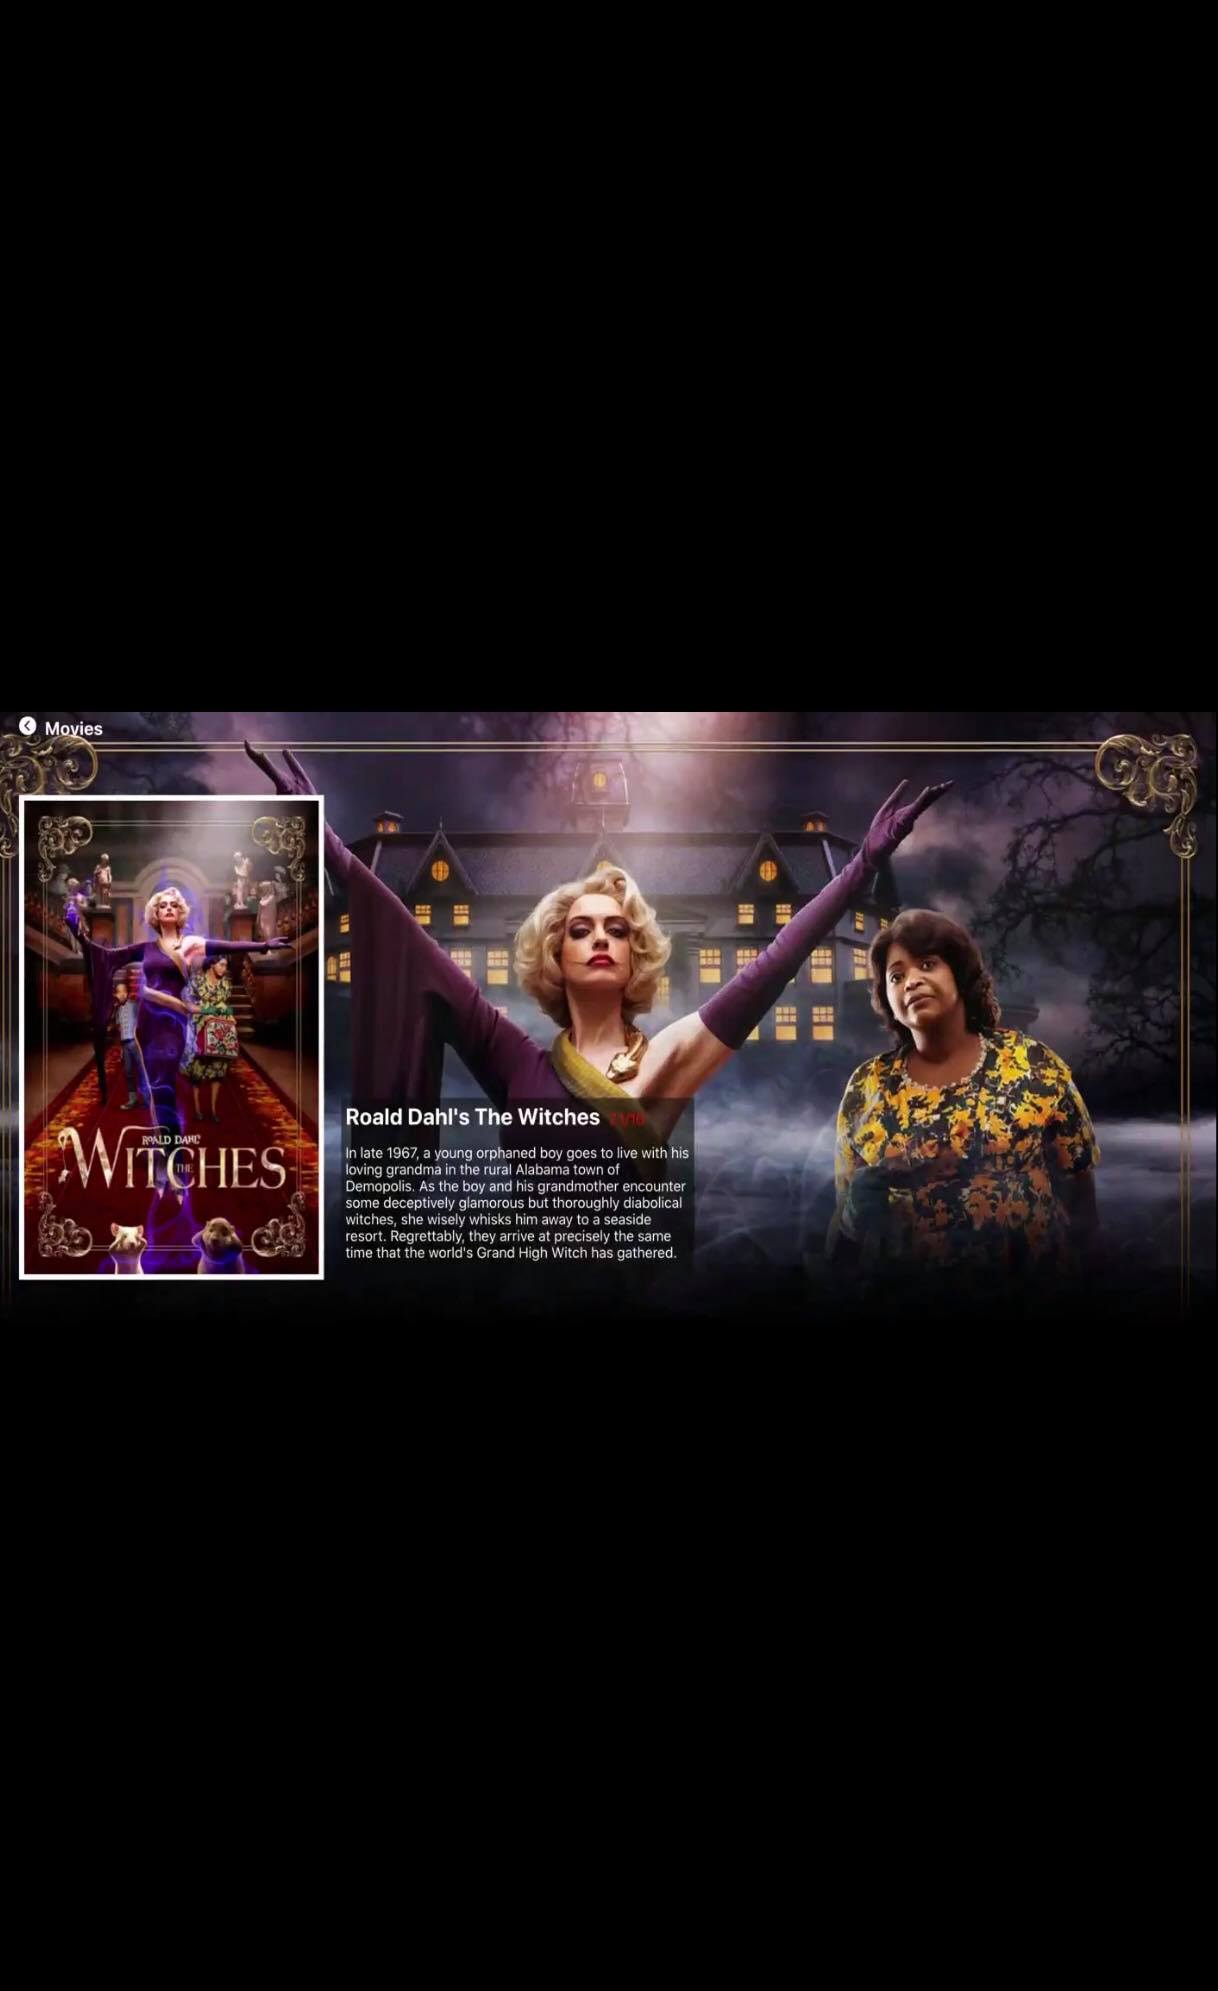 Movies
ROALD DAHL'S
THE
WITCHES
Roald Dahl's The Witches
In late 1967, a young orphaned boy goes to live with his
loving grandma in the rural Alabama town of
Demopolis. As the boy and his grandmother encounter
some deceptively glamorous but thoroughly diabolical
witches, she wisely whisks him away to a seaside
resort. Regrettably, they arrive at precisely the same
time that the world's Grand High Witch has gathered.